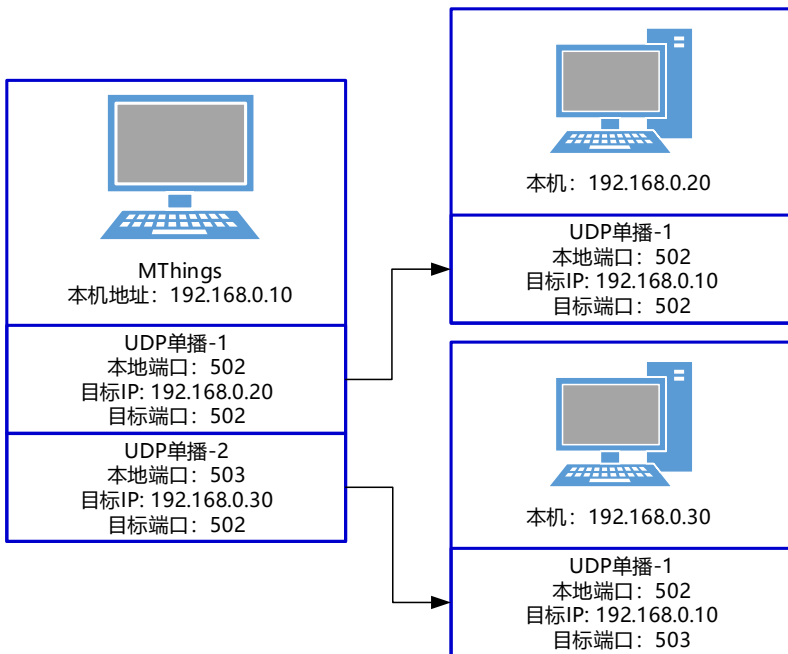 MThings
本机地址：192.168.0.10
UDP单播-1
本地端口：502
目标IP: 192.168.0.20
目标端口：502
UDP单播-2
本地端口：503
目标IP: 192.168.0.30
目标端口：502
本机：192.168.0.20
UDP单播-1
本地端口：502
目标IP: 192.168.0.10
目标端口：502
本机：192.168.0.30
UDP单播-1
本地端口：502
目标IP: 192.168.0.10
目标端口：503